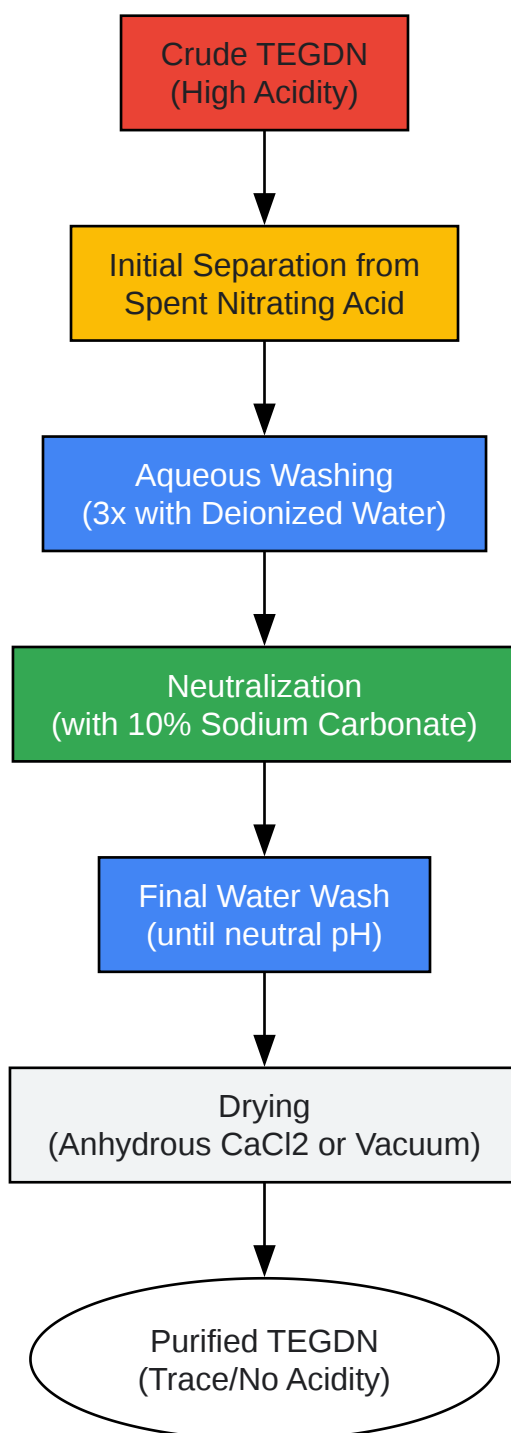 Crude TEGDN
(High Acidity)
Initial Separation from
Spent Nitrating Acid
Aqueous Washing
(3x with Deionized Water)
Neutralization
(with 10% Sodium Carbonate)
Final Water Wash
(until neutral pH)
Drying
(Anhydrous CaCl2 or Vacuum)
Purified TEGDN
(Trace/No Acidity)